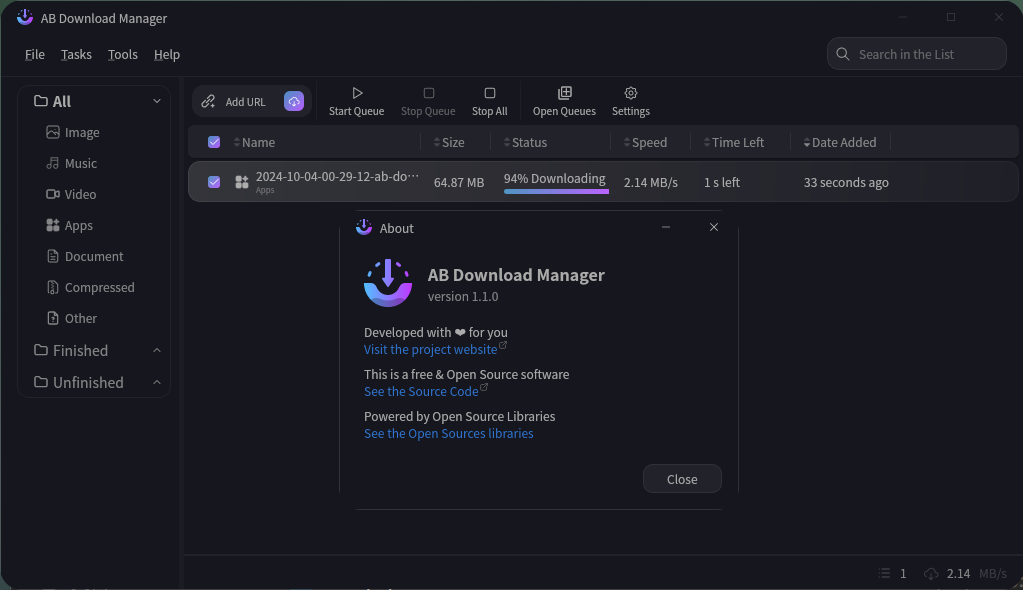 AB Download Manager
File Tasks Tools Help
Search in the List
All
Image
Music
Video
Apps
Document
Compressed
Other
Finished
Unfinished
Add URL
Start Queue
Stop Queue
Stop All
Open Queues
Settings
Name Size Status Speed Time Left Date Added
2024-10-04-00-29-12-ab-do···
Apps
64.87 MB
94% Downloading
2.14 MB/s
1 s left
33 seconds ago
About
AB Download Manager
version 1.1.0
Developed with ❤ for you
Visit the project website
This is a free & Open Source software
See the Source Code
Powered by Open Source Libraries
See the Open Sources libraries
Close
1 2.14 MB/s